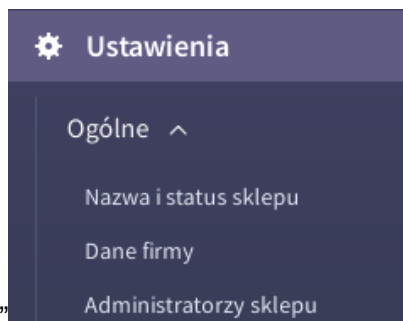 Ustawienia
Ogólne
Nazwa i status sklepu
Dane firmy
Administratorzy sklepu
”